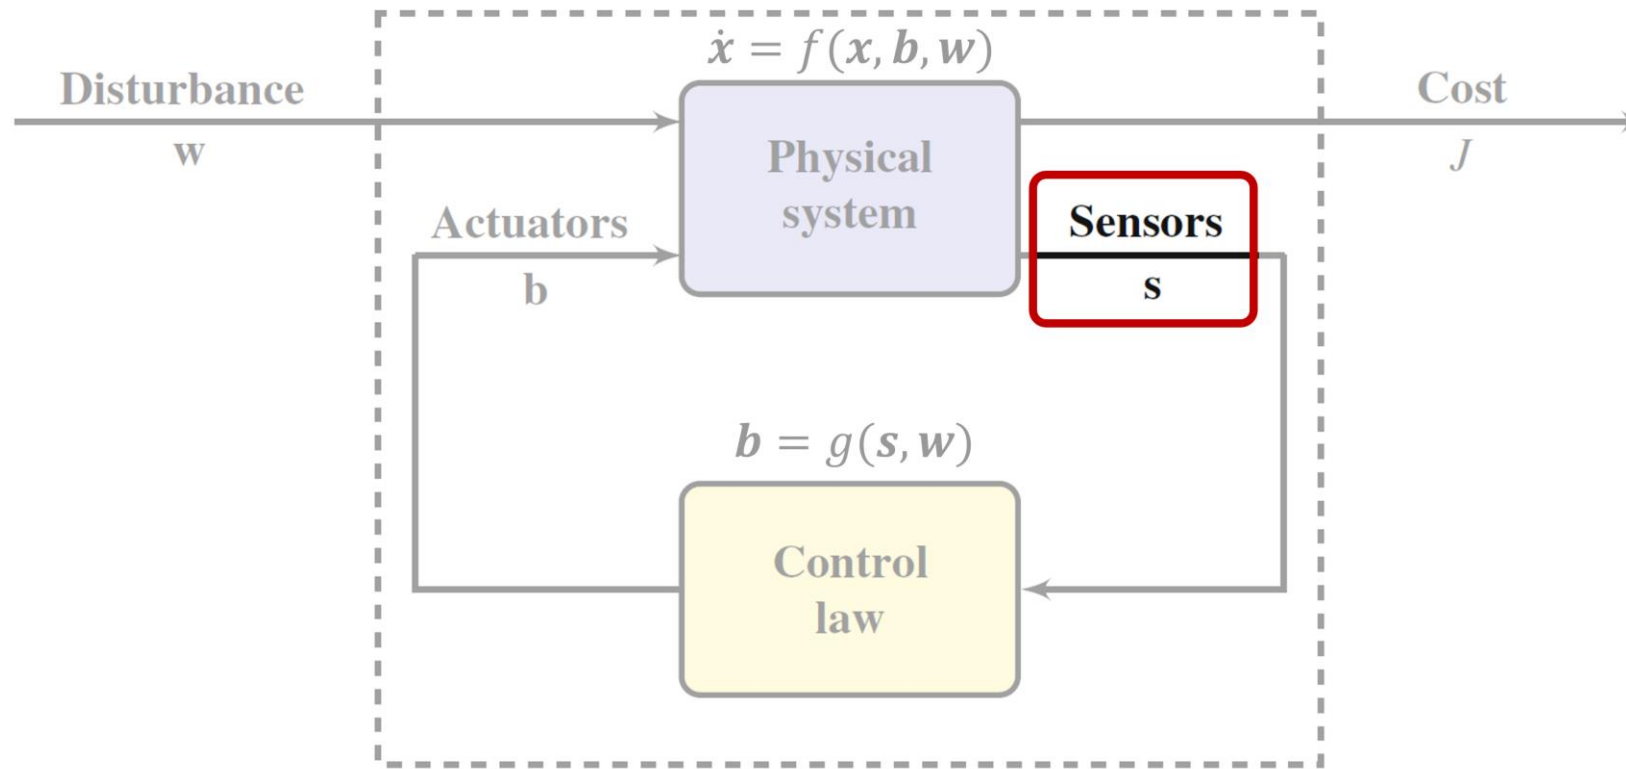 ẋ = f(x, b, w)
Disturbance
w
Cost
J
Physical
system
Actuators
b
Sensors
s
b = g(s, w)
Control
law